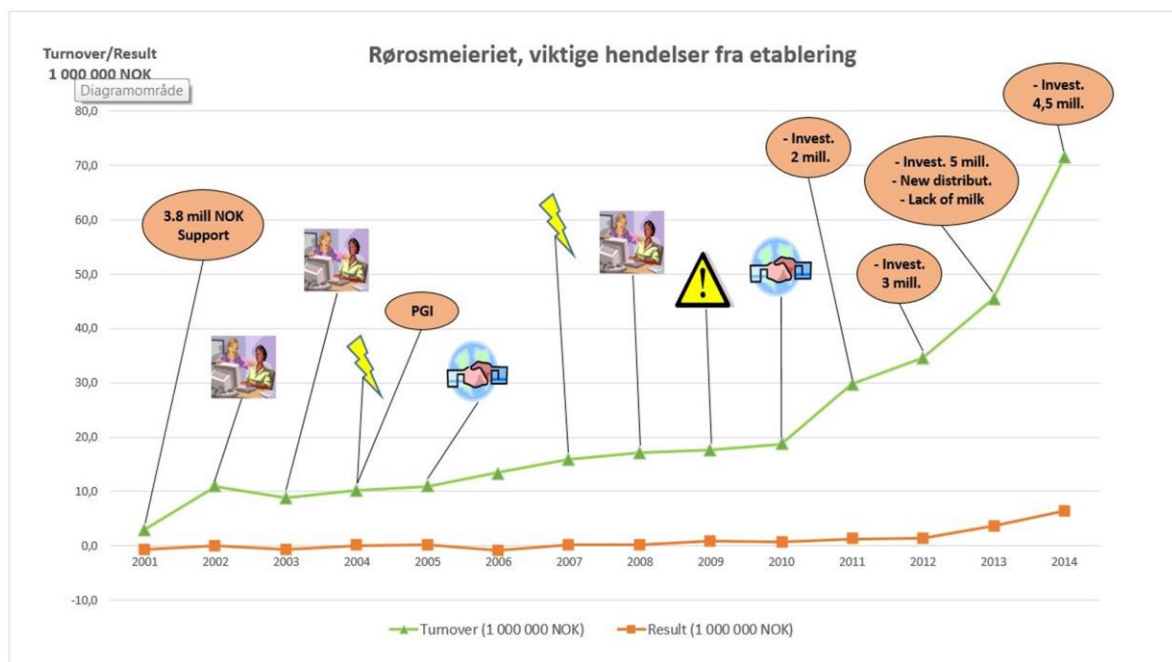 Turnover/Result
1 000 000 NOK
Diagramområde
Rørosmeieriet, viktige hendelser fra etablering
80,0
70,0
60,0
50,0
40,0
30,0
20,0
10,0
0,0
-10,0
3.8 mill NOK
Support
PGI
- Invest.
2 mill.
- Invest. 5 mill.
- New distribut.
- Lack of milk
- Invest.
3 mill.
- Invest.
4,5 mill.
!
2001 2002 2003 2004 2005 2006 2007 2008 2009 2010 2011 2012 2013 2014
Turnover (1 000 000 NOK) Result (1 000 000 NOK)